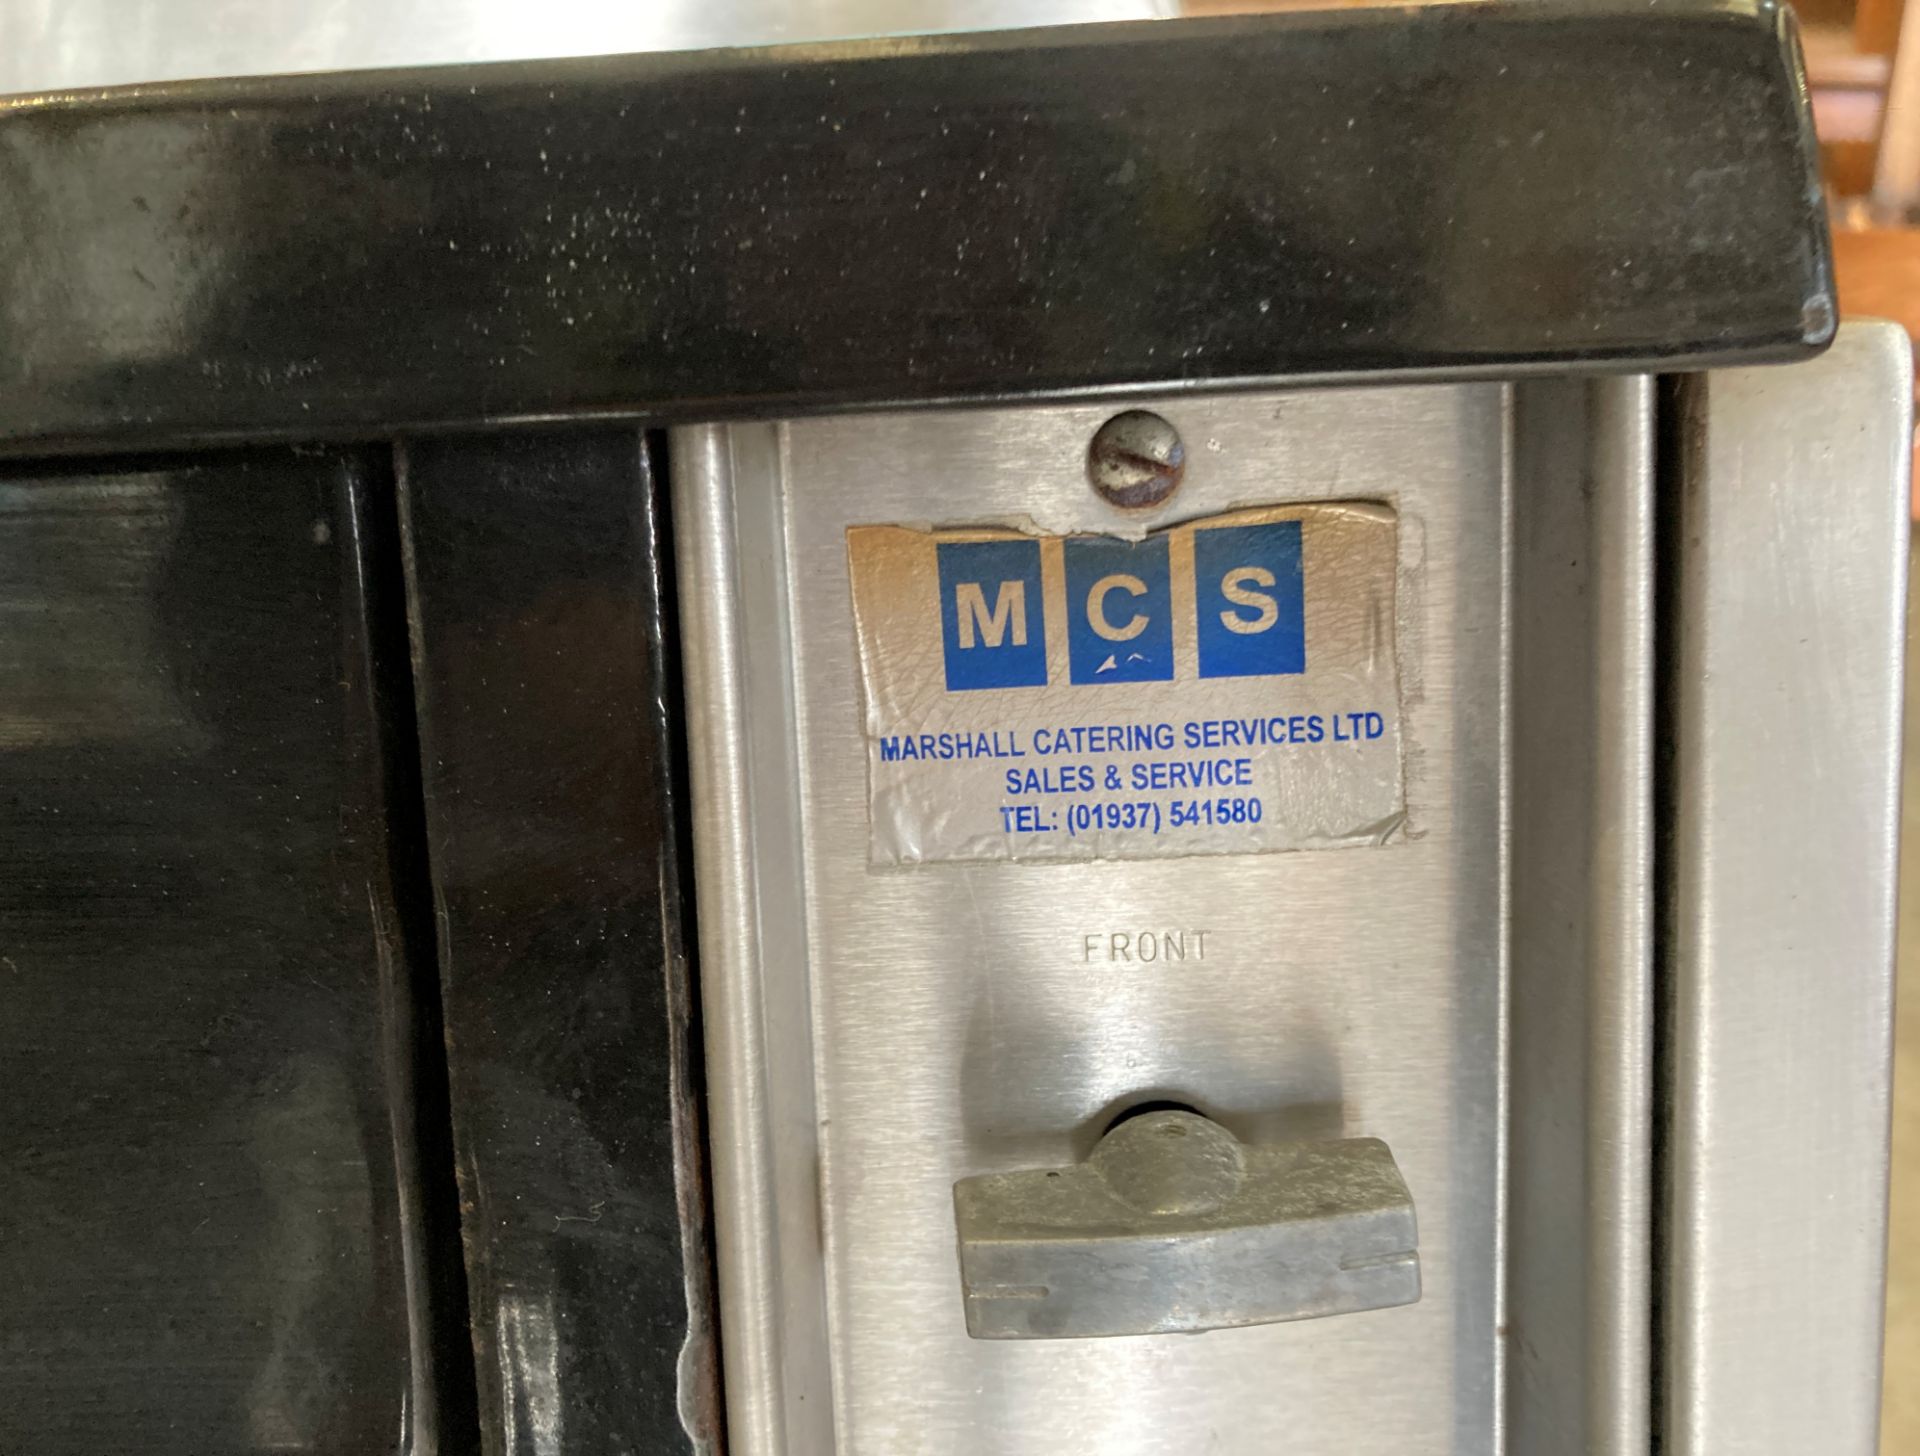 MCS
MARSHALL CATERING SERVICES LTD
SALES & SERVICE
TEL: (01937) 541580
FRONT